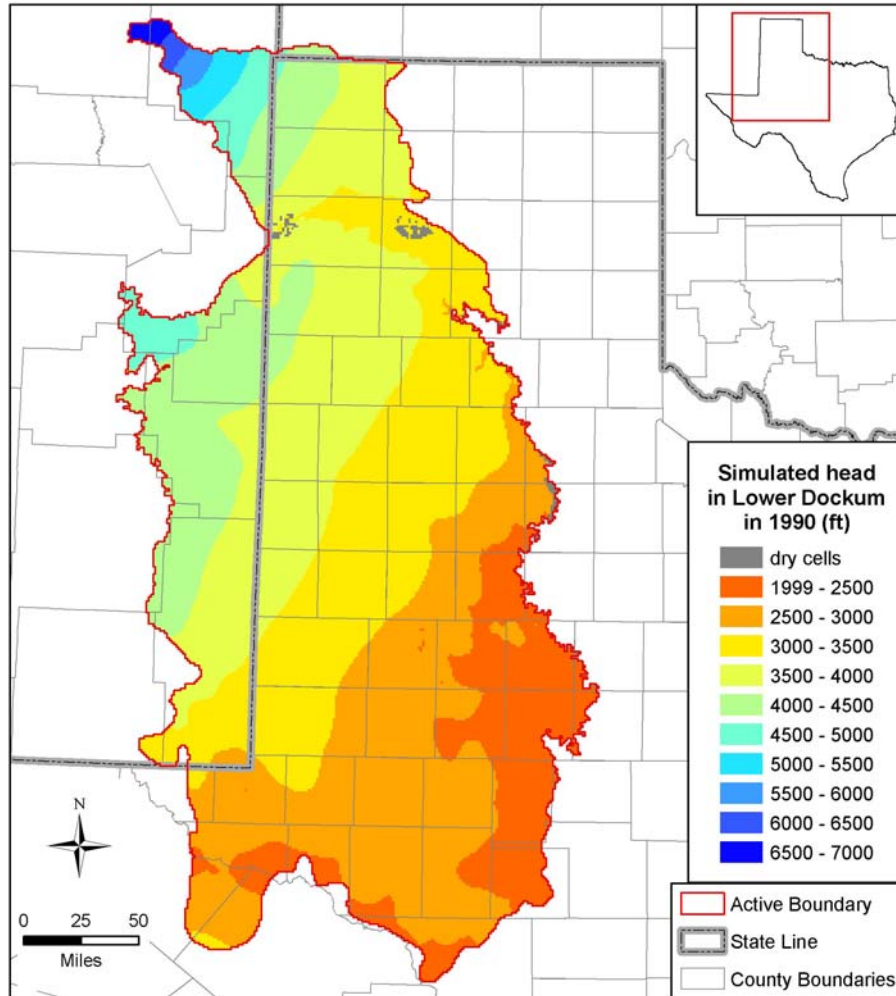 Simulated head
in Lower Dockum
in 1990 (ft)
dry cells
1999 - 2500
2500 - 3000
3000 - 3500
3500 - 4000
4000 - 4500
4500 - 5000
5000 - 5500
5500 - 6000
6000 - 6500
6500 - 7000
N
0 25 50
Miles
Active Boundary
State Line
County Boundaries